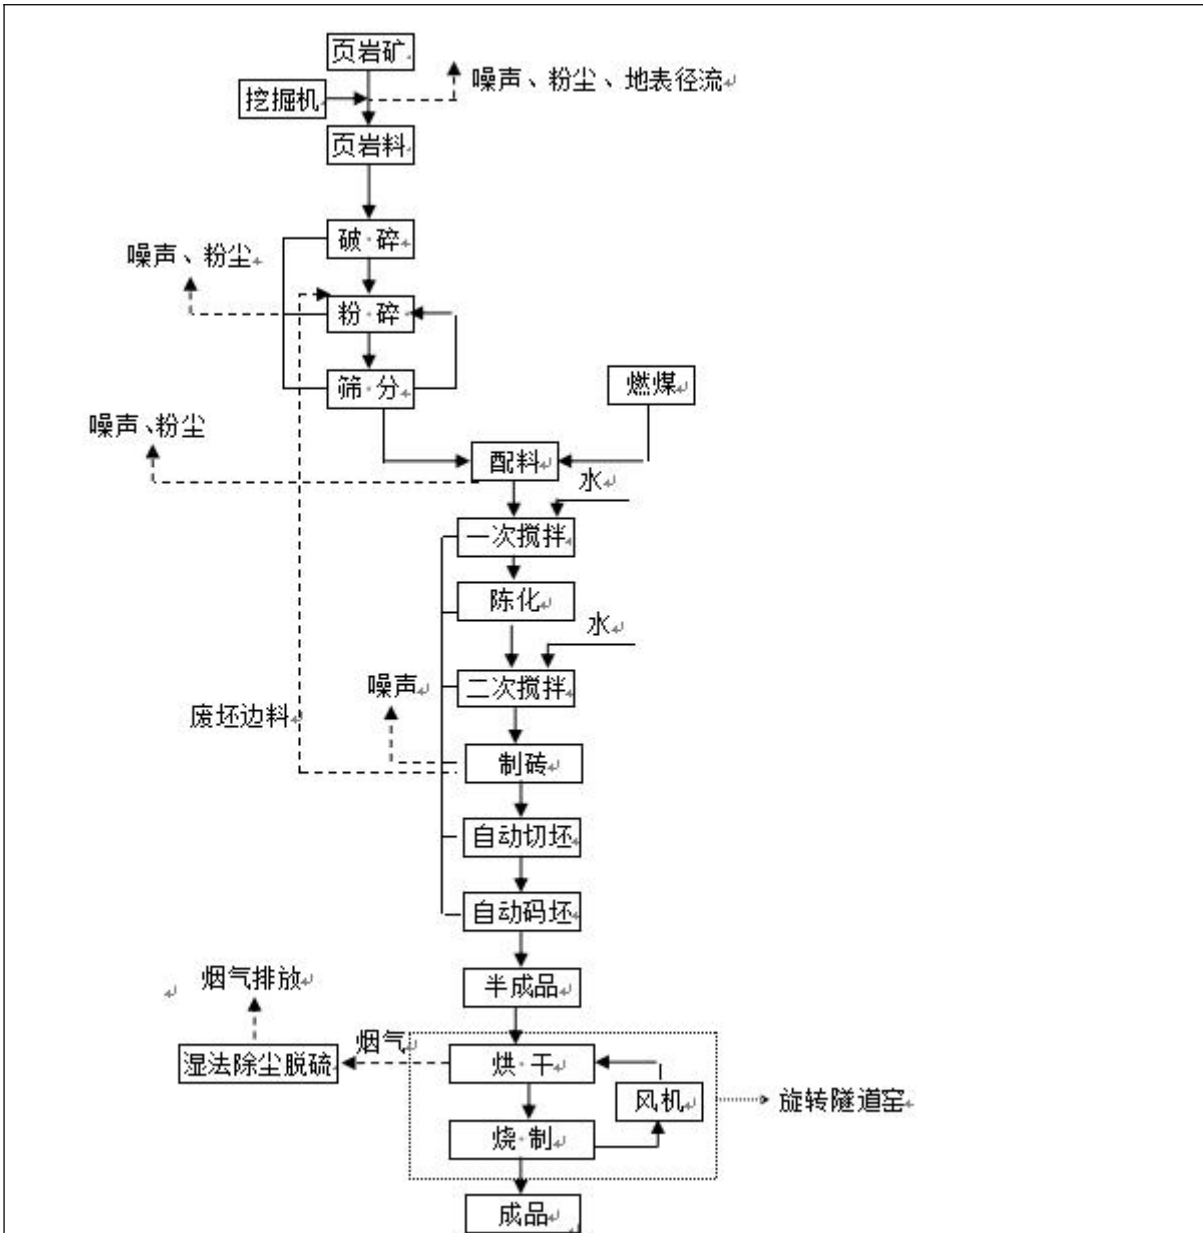 页岩矿
噪声、粉尘、地表径流
挖掘机
页岩料
破碎
噪声、粉尘
粉碎
筛分
燃煤
噪声、粉尘
配料
水
一次搅拌
陈化
水
二次搅拌
噪声
废坯边料
制砖
自动切坯
自动码坯
烟气排放
半成品
烟气
湿法除尘脱硫
烘干
风机
旋转隧道窑
烧制
成品